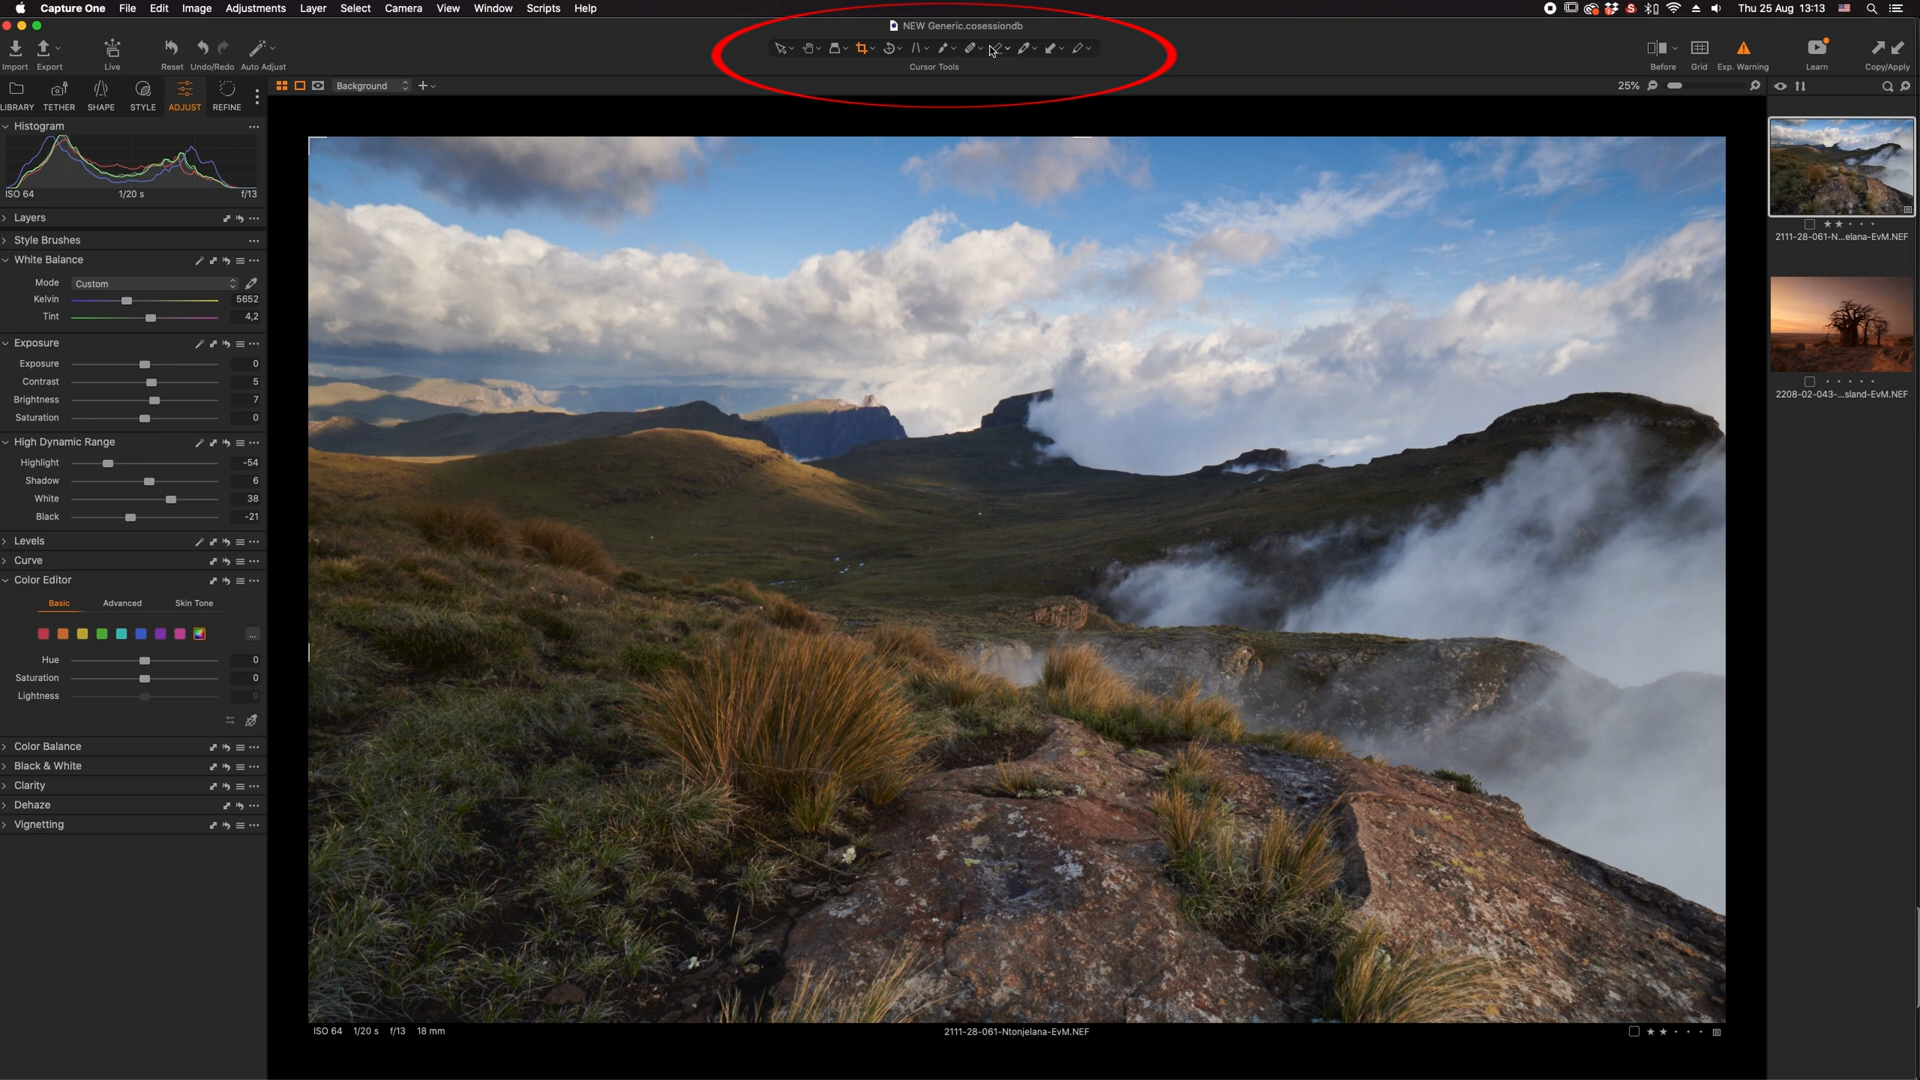 Capture One File Edit Image Adjustments Layer Select Camera View Window Scripts Help
Thu 25 Aug 13:13
NEW Generic.cosessiondb
Import Export Live Reset Undo/Redo Auto Adjust
Cursor Tools
Before Grid Exp. Warning Learn Copy/Apply
LIBRARY TETHER SHAPE STYLE ADJUST REFINE
Background
25%
Histogram
ISO 64 1/20 s f/13
Layers
Style Brushes
White Balance
Mode Custom
Kelvin 5652
Tint 4,2
Exposure
Exposure 0
Contrast 5
Brightness 7
Saturation 0
High Dynamic Range
Highlight -54
Shadow 6
White 38
Black -21
Levels
Curve
Color Editor
Basic Advanced Skin Tone
Hue 0
Saturation 0
Lightness 0
Color Balance
Black & White
Clarity
Dehaze
Vignetting
ISO 64 1/20 s f/13 18 mm
2111-28-061-Ntonjelana-EvM.NEF
2111-28-061-N...elana-EvM.NEF
2208-02-043-...sland-EvM.NEF